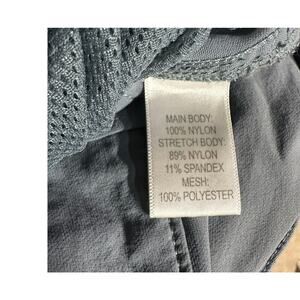 MAIN BODY:
100% NYLON
STRETCH BODY:
89% NYLON
11% SPANDEX
MESH:
100% POLYESTER